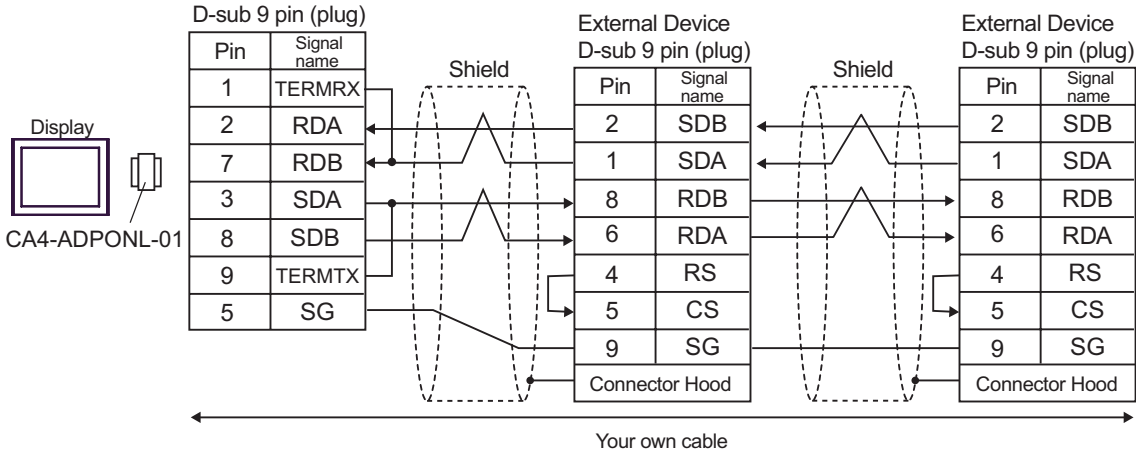 D-sub 9 pin (plug)
Pin Signal name
1 TERMRX
2 RDA
7 RDB
3 SDA
8 SDB
9 TERMTX
5 SG
Display
CA4-ADPONL-01
Shield
External Device
D-sub 9 pin (plug)
Pin Signal name
2 SDB
1 SDA
8 RDB
6 RDA
4 RS
5 CS
9 SG
Connector Hood
Shield
External Device
D-sub 9 pin (plug)
Pin Signal name
2 SDB
1 SDA
8 RDB
6 RDA
4 RS
5 CS
9 SG
Connector Hood
Your own cable